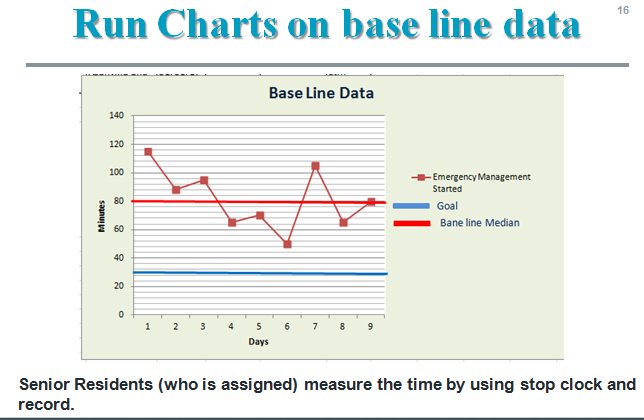 16
Run Charts on base line data
Base Line Data
140
120
100
80
60
40
20
0
Minutes
1 2 3 4 5 6 7 8 9
Days
Emergency Management
Started
Goal
Bane line Median
Senior Residents (who is assigned) measure the time by using stop clock and
record.